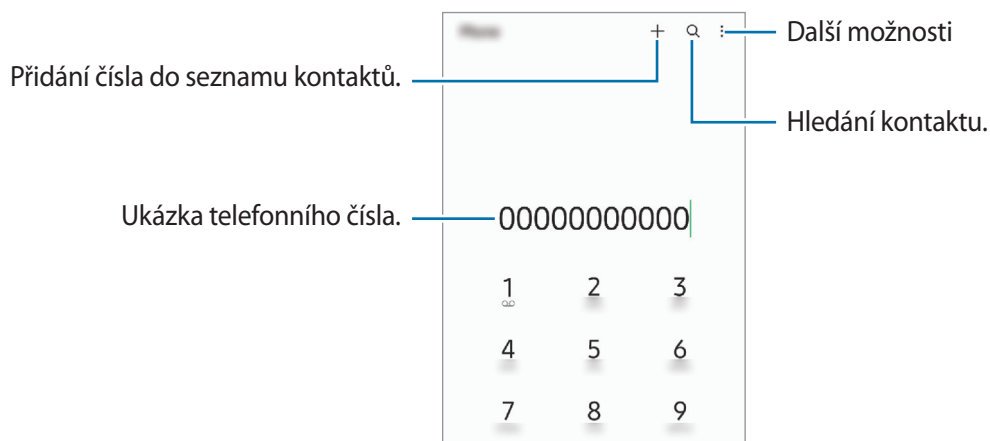 Další možnosti
Přidání čísla do seznamu kontaktů.
Hledání kontaktu.
Ukázka telefonního čísla.
00000000000
1 2 3
4 5 6
7 8 9